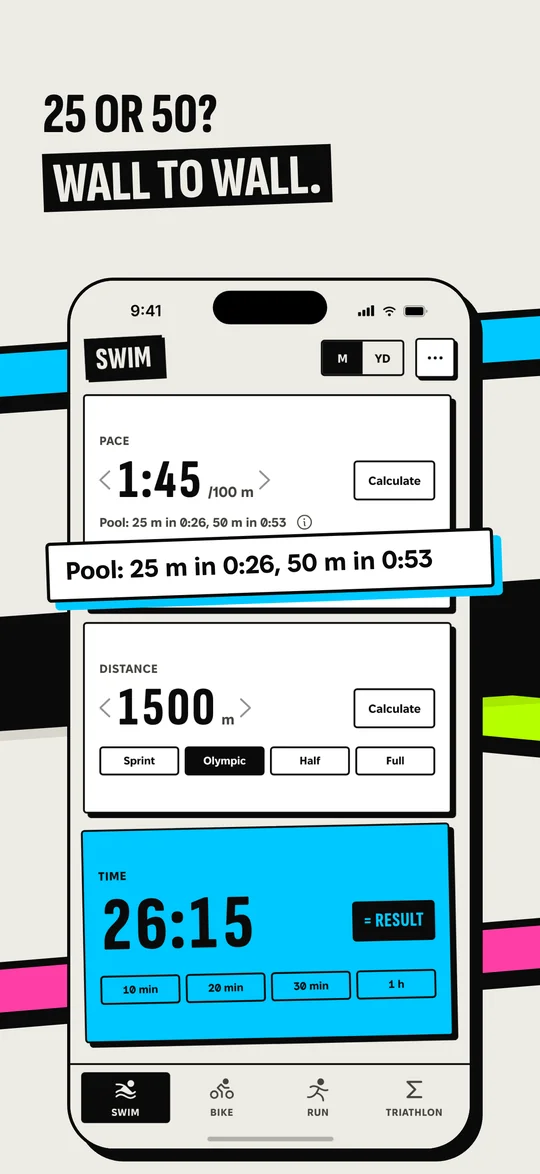 25 OR 50?
WALL TO WALL.
9:41
SWIM
M YD
PACE
1:45 /100 m
Calculate
Pool: 25 m in 0:26, 50 m in 0:53
Pool: 25 m in 0:26, 50 m in 0:53
DISTANCE
1500 m
Calculate
Sprint Olympic Half Full
TIME
26:15
= RESULT
10 min 20 min 30 min 1 h
SWIM BIKE RUN TRIATHLON